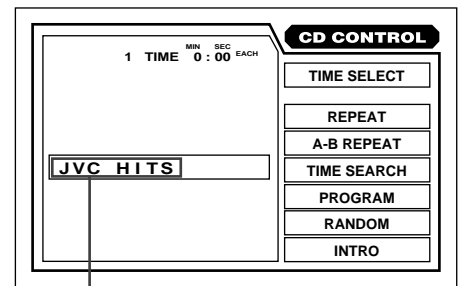 CD CONTROL
MIN SEC
1 TIME 0 : 00 EACH
TIME SELECT
REPEAT
A-B REPEAT
JVC HITS
TIME SEARCH
PROGRAM
RANDOM
INTRO